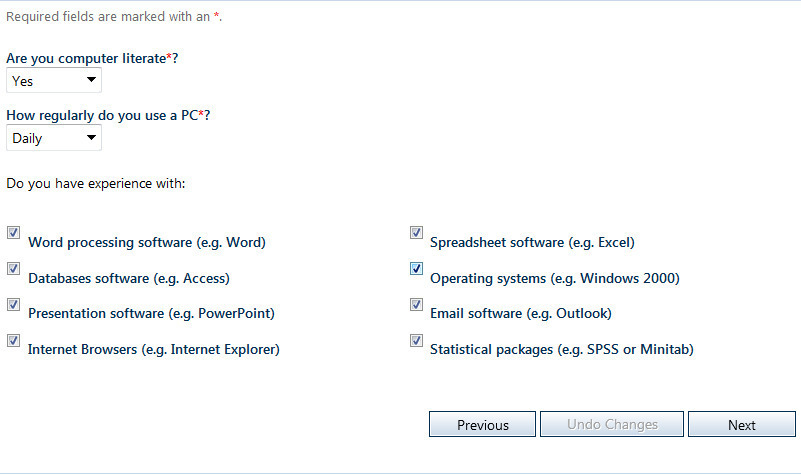 Required fields are marked with an *.
Are you computer literate*?
Yes
How regularly do you use a PC*?
Daily
Do you have experience with:
Word processing software (e.g. Word)
Spreadsheet software (e.g. Excel)
Databases software (e.g. Access)
Operating systems (e.g. Windows 2000)
Presentation software (e.g. PowerPoint)
Email software (e.g. Outlook)
Internet Browsers (e.g. Internet Explorer)
Statistical packages (e.g. SPSS or Minitab)
Previous
Undo Changes
Next